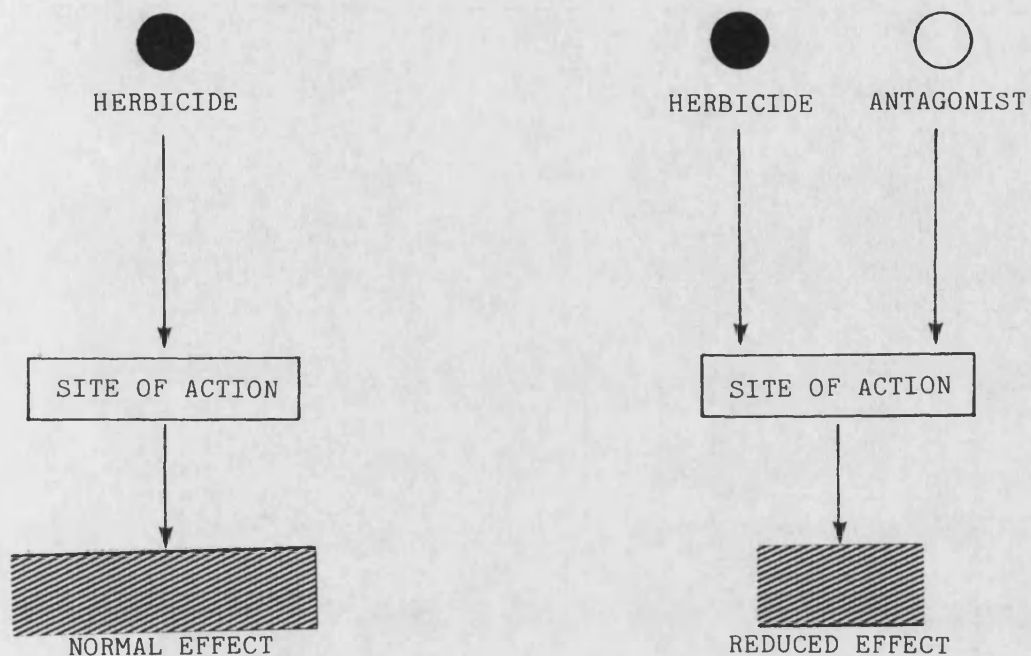 HERBICIDE
HERBICIDE ANTAGONIST
SITE OF ACTION
SITE OF ACTION
NORMAL EFFECT
REDUCED EFFECT